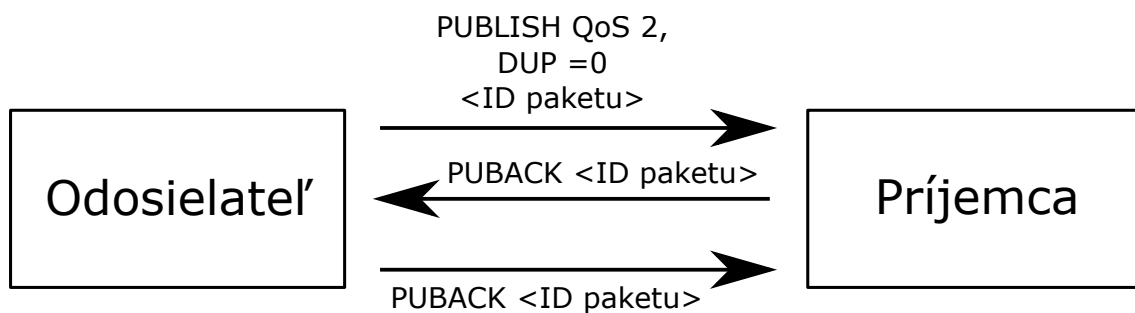 PUBLISH QoS 2,
DUP =0
<ID paketu>
PUBACK <ID paketu>
Odosielateľ
Príjemca
PUBACK <ID paketu>